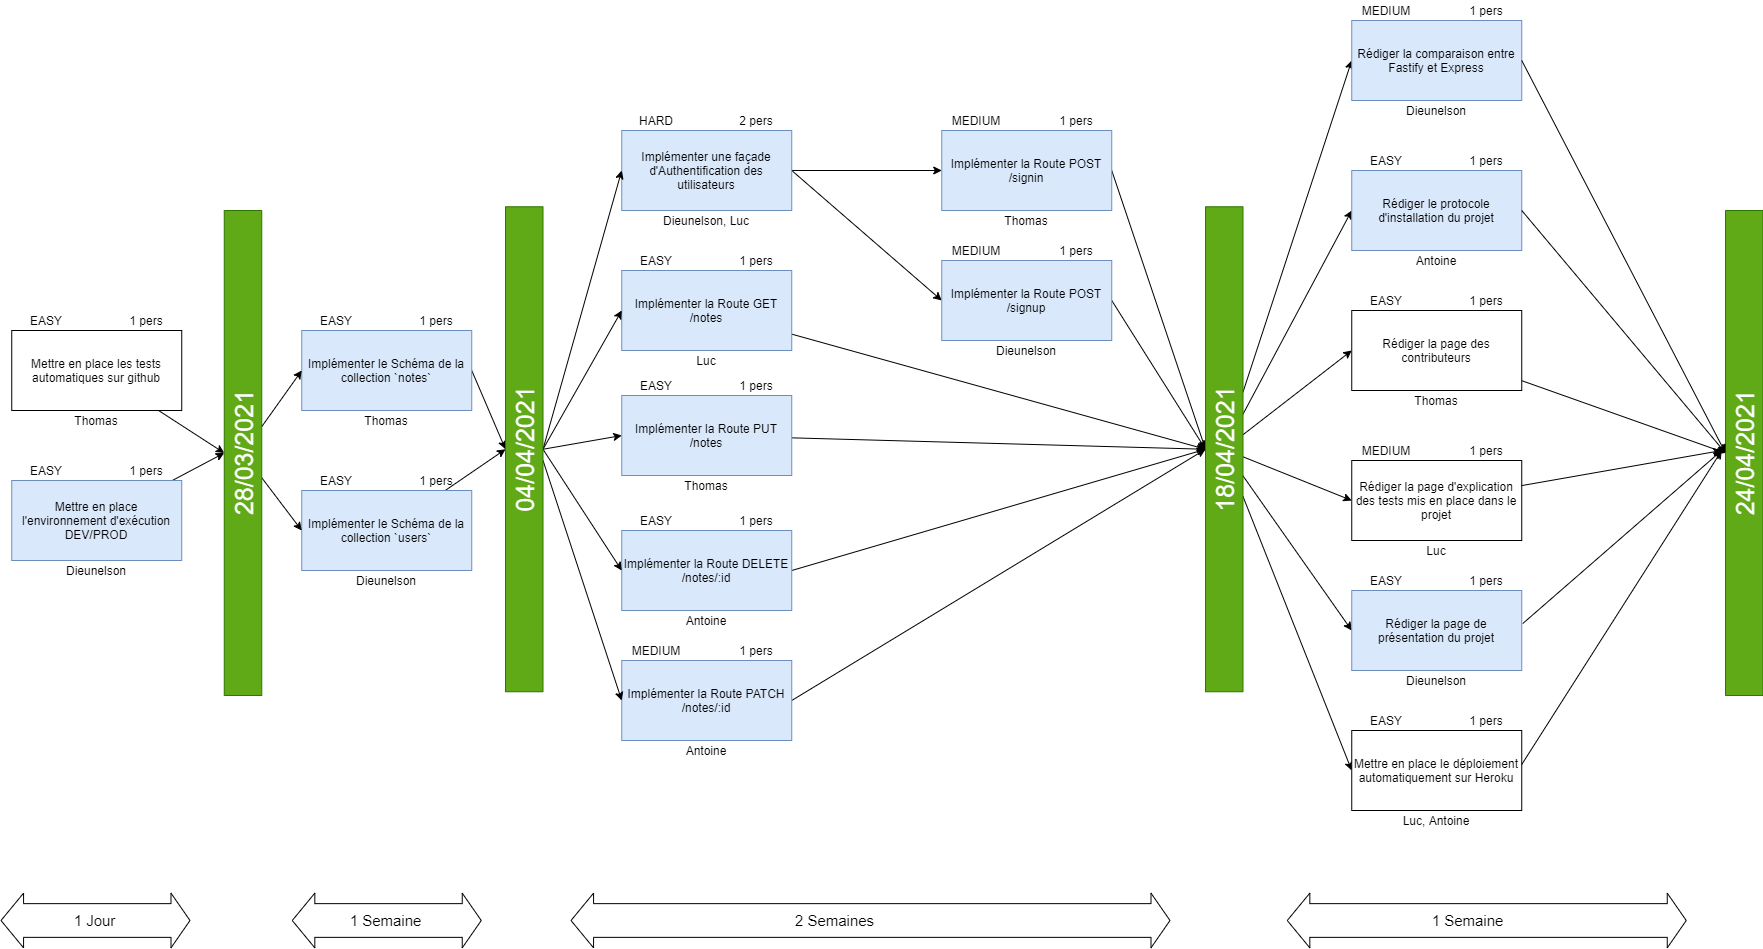 EASY 1 pers
Mettre en place les tests
automatiques sur github
Thomas
EASY 1 pers
Mettre en place
l'environnement d'exécution
DEV/PROD
Dieunelson
28/03/2021
EASY 1 pers
Implémenter le Schéma de la
collection `notes`
Thomas
EASY 1 pers
Implémenter le Schéma de la
collection `users`
Dieunelson
04/04/2021
HARD 2 pers
Implémenter une façade
d'Authentification des
utilisateurs
Dieunelson, Luc
EASY 1 pers
Implémenter la Route GET
/notes
Luc
EASY 1 pers
Implémenter la Route PUT
/notes
Thomas
EASY 1 pers
Implémenter la Route DELETE
/notes/:id
Antoine
MEDIUM 1 pers
Implémenter la Route PATCH
/notes/:id
Antoine
MEDIUM 1 pers
Implémenter la Route POST
/signin
Thomas
MEDIUM 1 pers
Implémenter la Route POST
/signup
Dieunelson
18/04/2021
MEDIUM 1 pers
Rédiger la comparaison entre
Fastify et Express
Dieunelson
EASY 1 pers
Rédiger le protocole
d'installation du projet
Antoine
EASY 1 pers
Rédiger la page des
contributeurs
Thomas
MEDIUM 1 pers
Rédiger la page d'explication
des tests mis en place dans le
projet
Luc
EASY 1 pers
Rédiger la page de
présentation du projet
Dieunelson
EASY 1 pers
Mettre en place le déploiement
automatiquement sur Heroku
Luc, Antoine
24/04/2021
1 Jour
1 Semaine
2 Semaines
1 Semaine